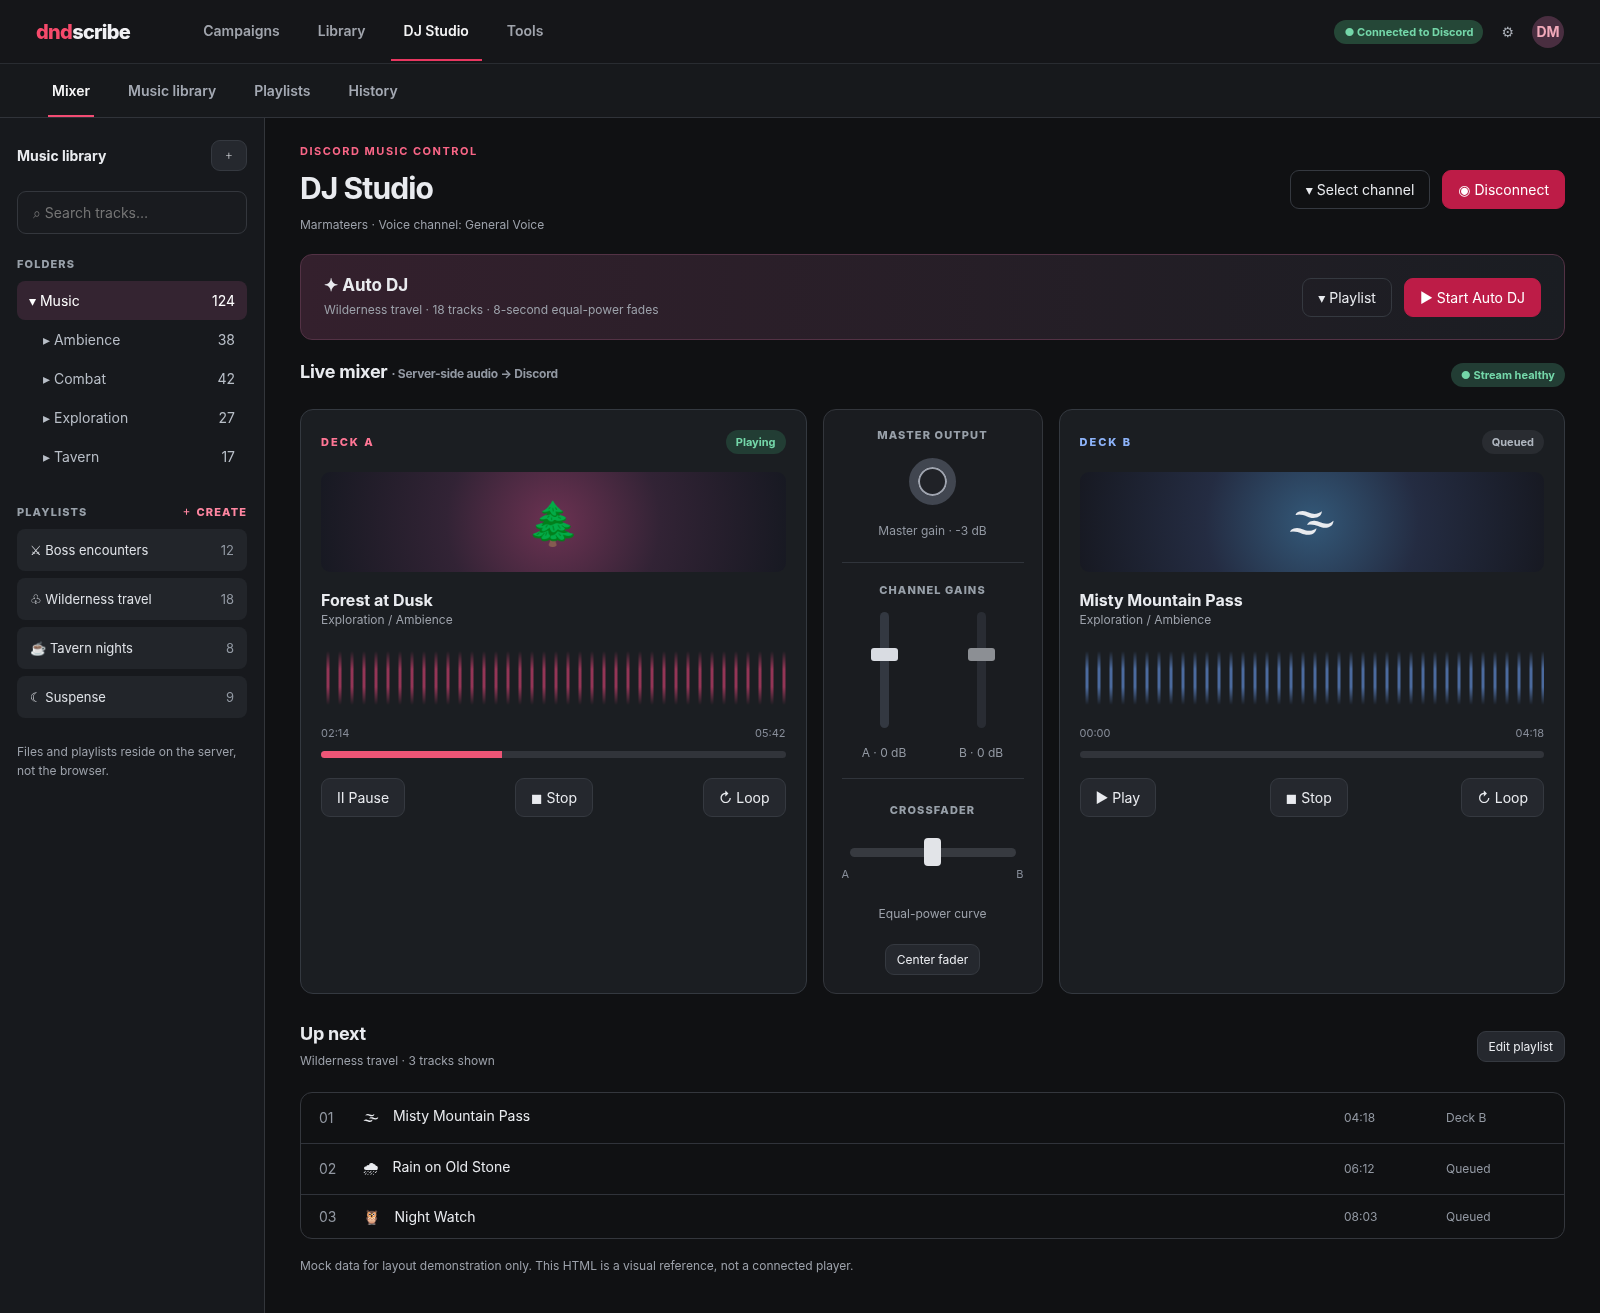 dndscribe
Campaigns Library DJ Studio Tools
● Connected to Discord
DM
Mixer Music library Playlists History
Music library
+
Search tracks...
FOLDERS
▾ Music 124
▸ Ambience 38
▸ Combat 42
▸ Exploration 27
▸ Tavern 17
PLAYLISTS + CREATE
⚔ Boss encounters 12
♧ Wilderness travel 18
☕ Tavern nights 8
☾ Suspense 9
Files and playlists reside on the server,
not the browser.
DISCORD MUSIC CONTROL
DJ Studio
Marmateers · Voice channel: General Voice
▾ Select channel
◉ Disconnect
✦ Auto DJ
Wilderness travel · 18 tracks · 8-second equal-power fades
▾ Playlist
▶ Start Auto DJ
Live mixer · Server-side audio → Discord
● Stream healthy
DECK A
Playing
Forest at Dusk
Exploration / Ambience
02:14 05:42
II Pause
■ Stop
↻ Loop
MASTER OUTPUT
Master gain · -3 dB
CHANNEL GAINS
A · 0 dB B · 0 dB
CROSSFADER
A B
Equal-power curve
Center fader
DECK B
Queued
Misty Mountain Pass
Exploration / Ambience
00:00 04:18
▶ Play
■ Stop
↻ Loop
Up next
Wilderness travel · 3 tracks shown
Edit playlist
01 Misty Mountain Pass 04:18 Deck B
02 Rain on Old Stone 06:12 Queued
03 Night Watch 08:03 Queued
Mock data for layout demonstration only. This HTML is a visual reference, not a connected player.